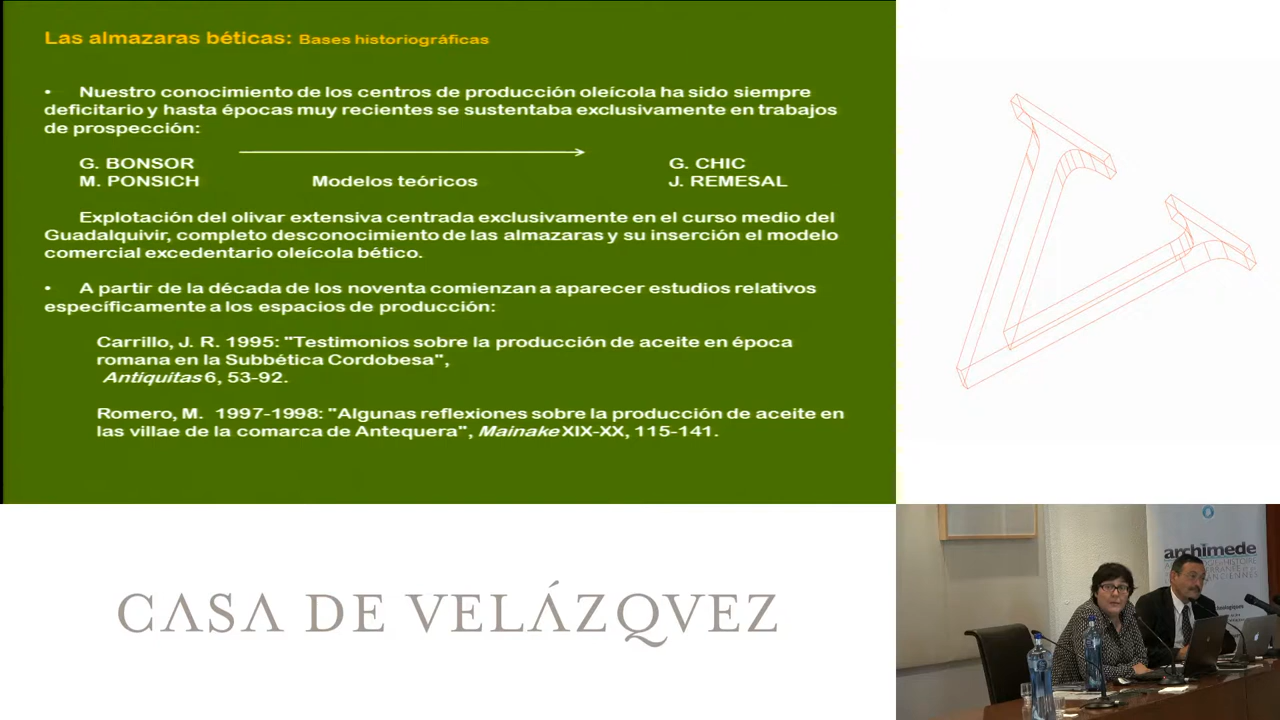 Las almazaras béticas: Bases historiográficas
• Nuestro conocimiento de los centros de producción oleícola ha sido siempre
deficitario y hasta épocas muy recientes se sustentaba exclusivamente en trabajos
de prospección:
G. BONSOR G. CHIC
M. PONSICH Modelos teóricos J. REMESAL
Explotación del olivar extensiva centrada exclusivamente en el curso medio del
Guadalquivir, completo desconocimiento de las almazaras y su inserción el modelo
comercial excedentario oleícola bético.
• A partir de la década de los noventa comienzan a aparecer estudios relativos
específicamente a los espacios de producción:
Carrillo, J. R. 1995: "Testimonios sobre la producción de aceite en época
romana en la Subbética Cordobesa",
Antiquitas 6, 53-92.
Romero, M. 1997-1998: "Algunas reflexiones sobre la producción de aceite en
las villae de la comarca de Antequera", Mainake XIX-XX, 115-141.
CASA DE VELÁZQVEZ
archimede